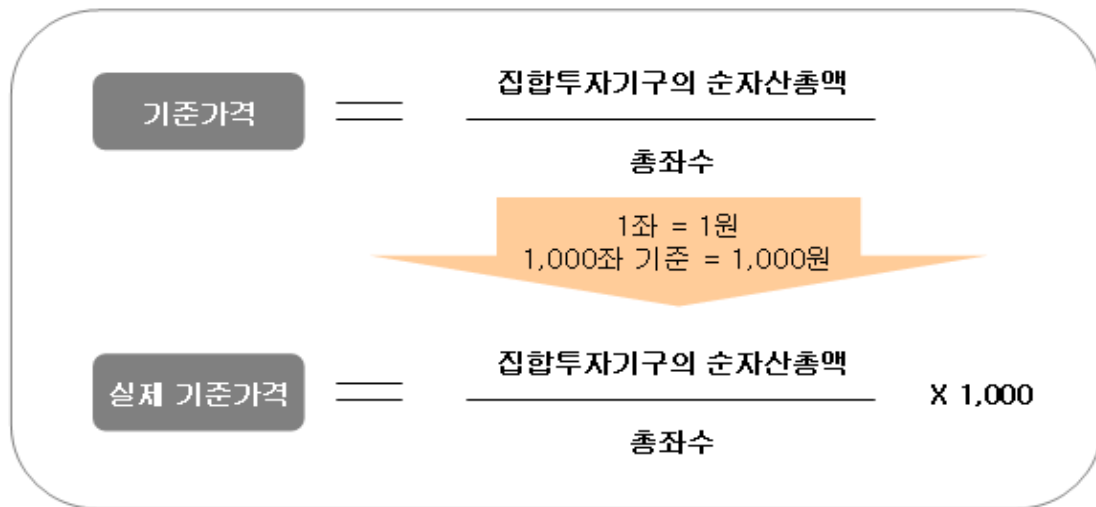 집합투자기구의 순자산총액
기준가격
총좌수
1좌 = 1원
1,000좌 기준 = 1,000원
집합투자기구의 순자산총액
실제 기준가격
X 1,000
총좌수